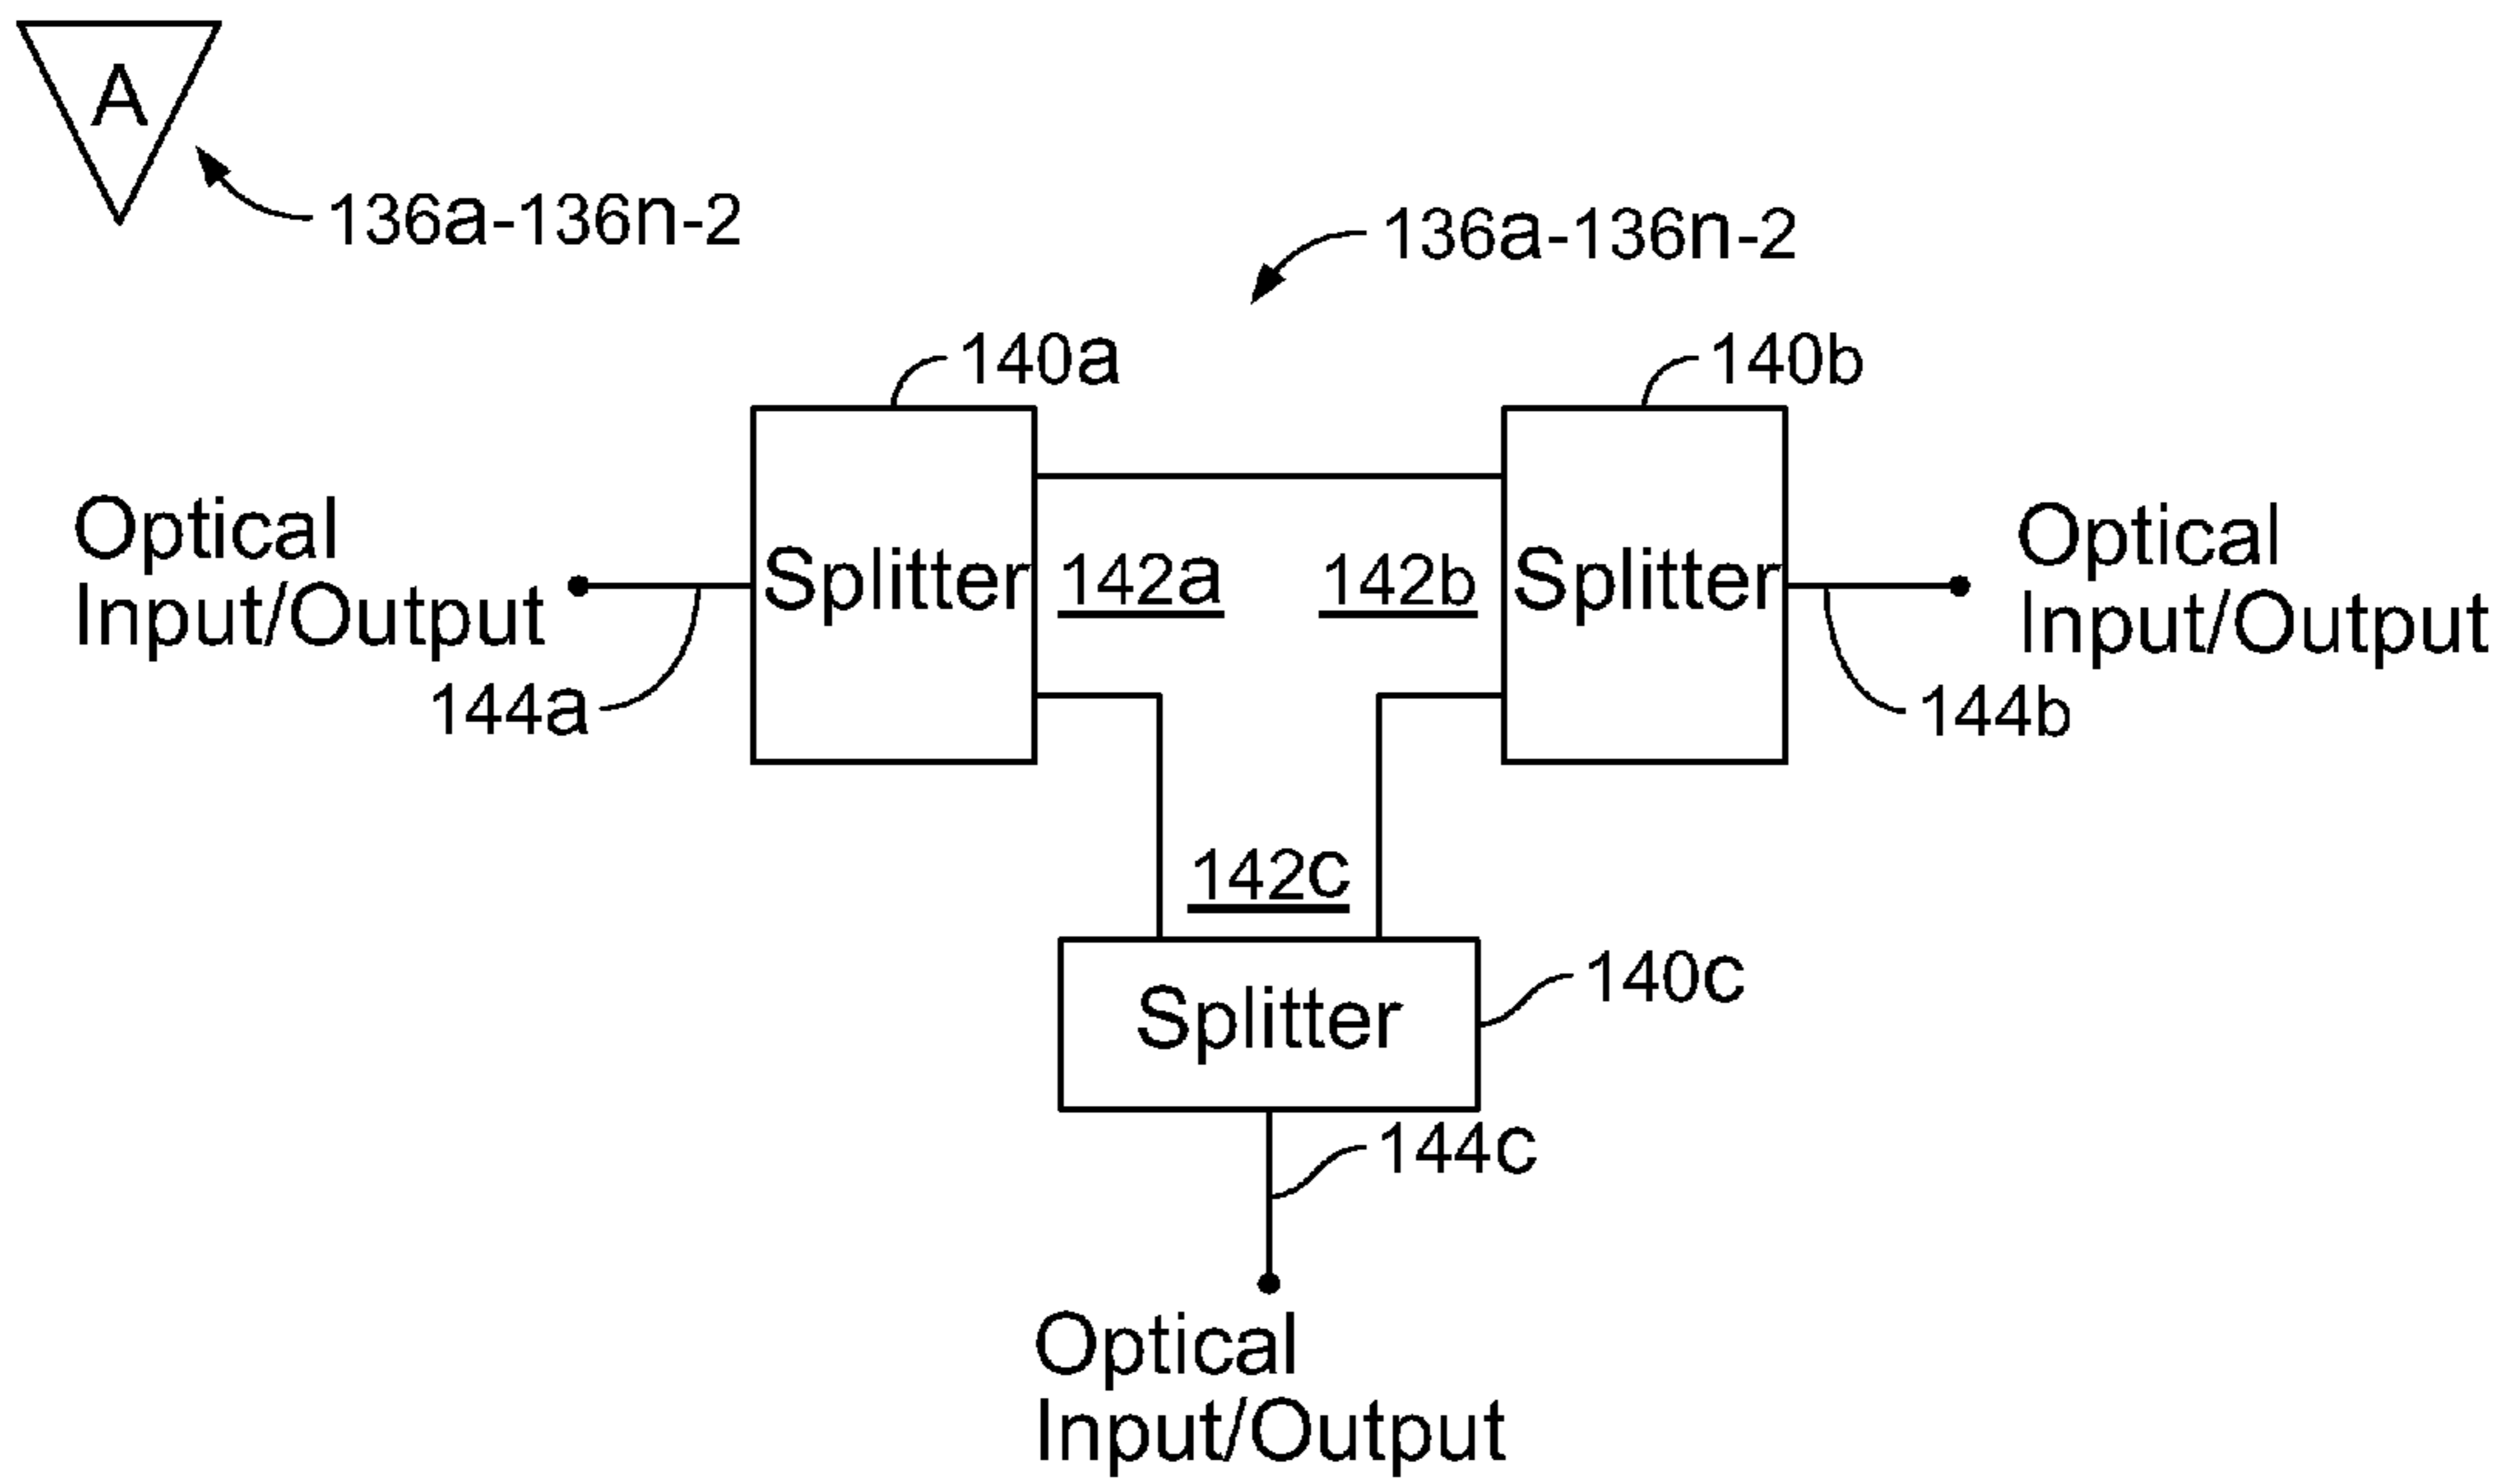 A
136a-136n-2
136a-136n-2
140a
140b
Optical
Input/Output
144a
Splitter
142a
142b
Splitter
Optical
Input/Output
144b
142c
Splitter
140c
144c
Optical
Input/Output